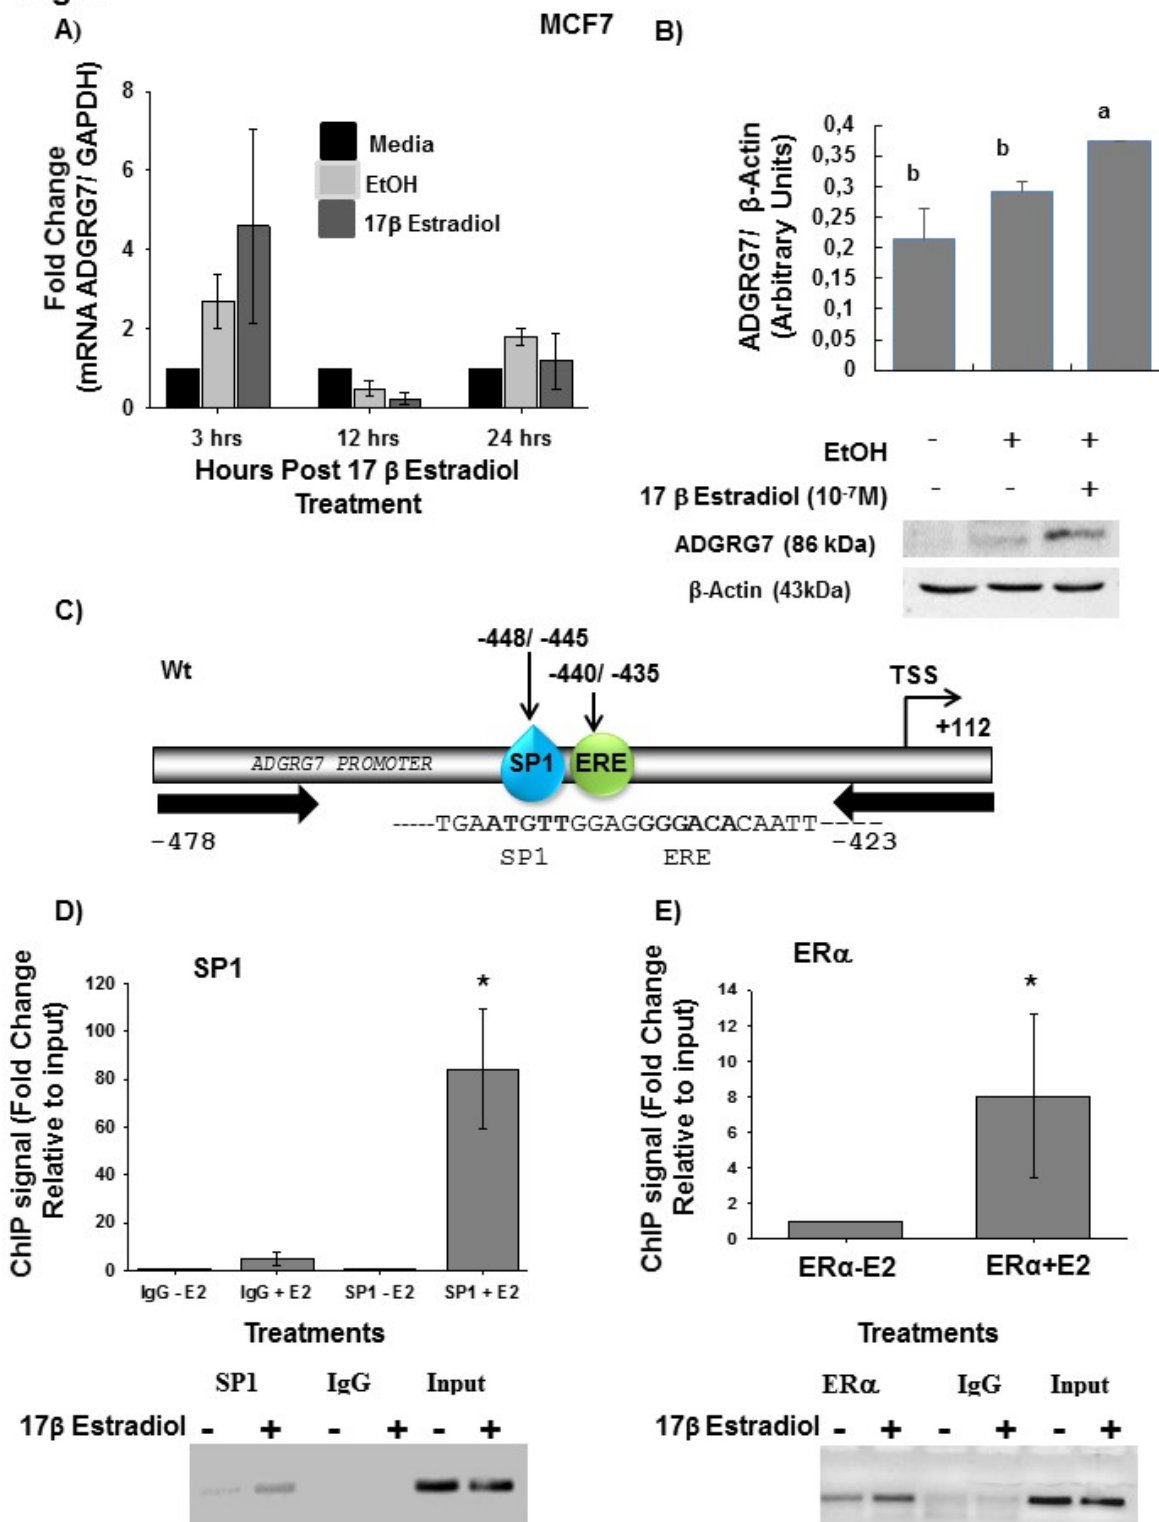 A)
MCF7
B)
Fold Change
(mRNA ADGRG7/ GAPDH)
8
6
4
2
0
Media
EtOH
17β Estradiol
3 hrs
12 hrs
24 hrs
Hours Post 17 β Estradiol
Treatment
ADGRG7/ β-Actin
(Arbitrary Units)
0,4
0,35
0,3
0,25
0,2
0,15
0,1
0,05
0
b
b
a
EtOH - + +
17 β Estradiol (10-7M) - - +
ADGRG7 (86 kDa)
β-Actin (43kDa)
C)
Wt
-448/ -445
-440/ -435
TSS
+112
ADGRG7 PROMOTER
SP1
ERE
-----TGAATGTTGGAGGGGACACAATT----
-478
-423
SP1
ERE
D)
SP1
ChIP signal (Fold Change
Relative to input)
120
100
80
60
40
20
0
*
IgG - E2
IgG + E2
SP1 - E2
SP1 + E2
Treatments
SP1 IgG Input
17β Estradiol - + - + - +
E)
ERα
ChIP signal (Fold Change
Relative to input)
14
12
10
8
6
4
2
0
*
ERα-E2
ERα+E2
Treatments
ERα IgG Input
17β Estradiol - + - + - +